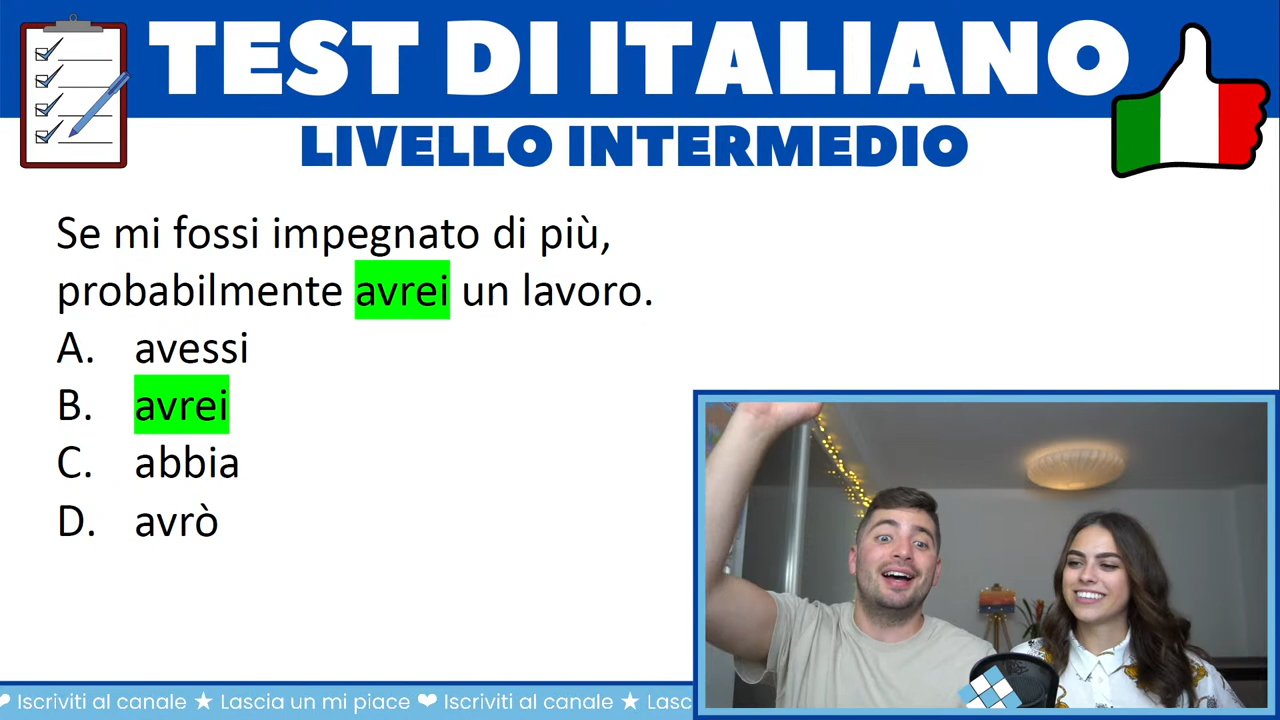 TEST DI ITALIANO
LIVELLO INTERMEDIO
Se mi fossi impegnato di più,
probabilmente avrei un lavoro.
A. avessi
B. avrei
C. abbia
D. avrò
❤ Iscriviti al canale ★ Lascia un mi piace ❤ Iscriviti al canale ★ Lasc